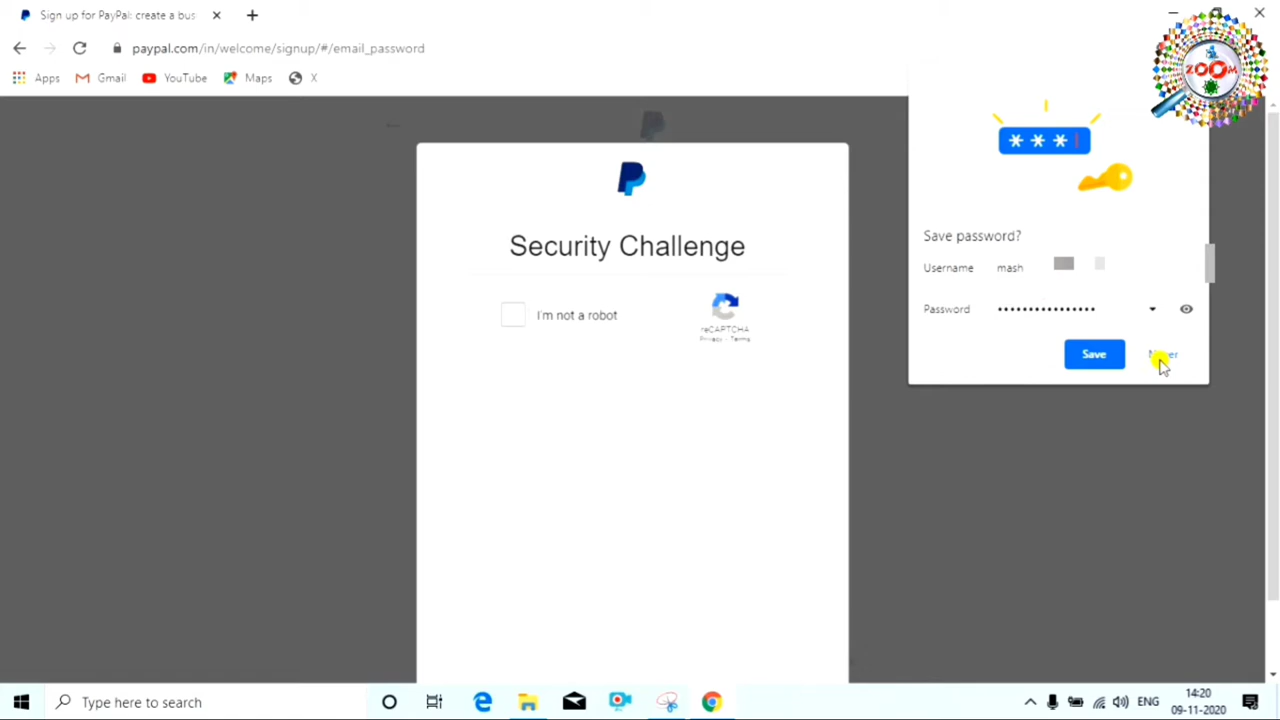 Sign up for PayPal: create a bus
paypal.com/in/welcome/signup/#/email_password
Apps Gmail YouTube Maps X
ZOOM
* * *
Save password?
Username mash
Password ••••••••••••••••
Save
Security Challenge
I'm not a robot
reCAPTCHA
Privacy - Terms
Type here to search
ENG
14:20
09-11-2020